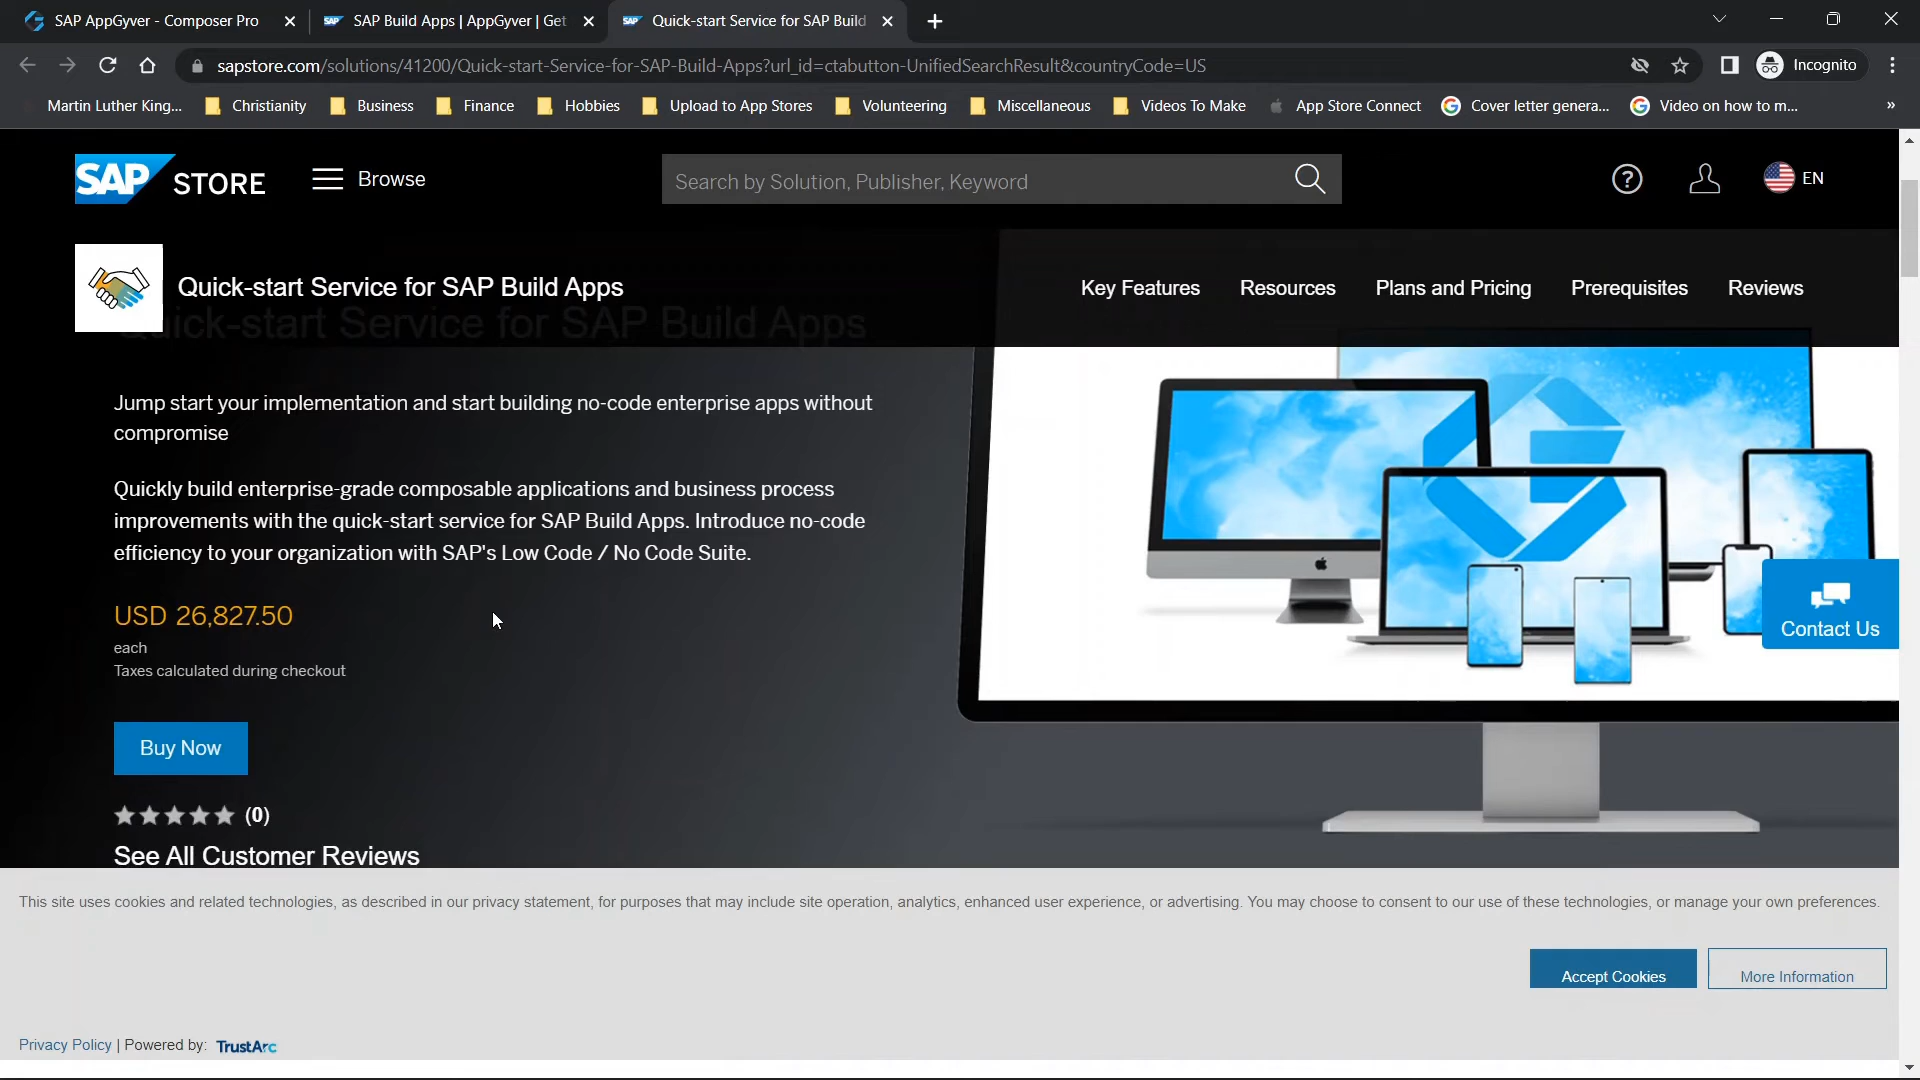 SAP AppGyver - Composer Pro
SAP Build Apps | AppGyver | Get
Quick-start Service for SAP Build
sapstore.com/solutions/41200/Quick-start-Service-for-SAP-Build-Apps?url_id=ctabutton-UnifiedSearchResult&countryCode=US
Incognito
Martin Luther King...
Christianity
Business
Finance
Hobbies
Upload to App Stores
Volunteering
Miscellaneous
Videos To Make
App Store Connect
Cover letter genera...
Video on how to m...
»
SAP STORE
Browse
Search by Solution, Publisher, Keyword
?
EN
Quick-start Service for SAP Build Apps
Key Features
Resources
Plans and Pricing
Prerequisites
Reviews
Quick-start Service for SAP Build Apps
Jump start your implementation and start building no-code enterprise apps without
compromise
Quickly build enterprise-grade composable applications and business process
improvements with the quick-start service for SAP Build Apps. Introduce no-code
efficiency to your organization with SAP's Low Code / No Code Suite.
USD 26,827.50
each
Taxes calculated during checkout
Contact Us
Buy Now
(0)
See All Customer Reviews
This site uses cookies and related technologies, as described in our privacy statement, for purposes that may include site operation, analytics, enhanced user experience, or advertising. You may choose to consent to our use of these technologies, or manage your own preferences.
Accept Cookies
More Information
Privacy Policy | Powered by: TrustArc